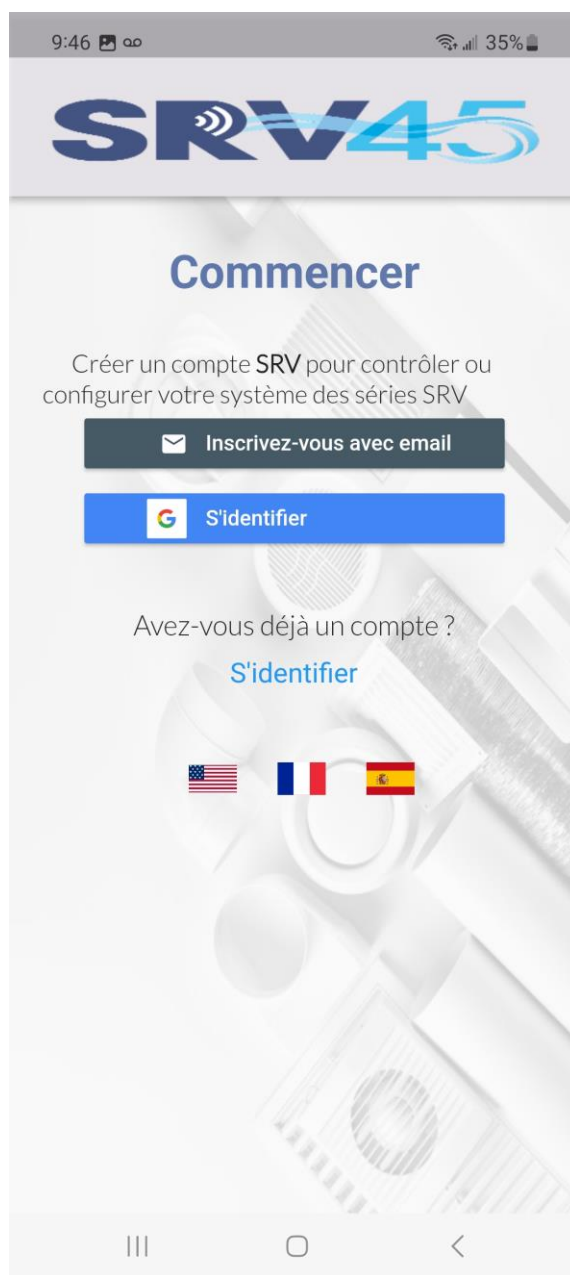 9:46
35%
SRV45
Commencer
Créer un compte SRV pour contrôler ou
configurer votre système des séries SRV
Inscrivez-vous avec email
G S'identifier
Avez-vous déjà un compte ?
S'identifier